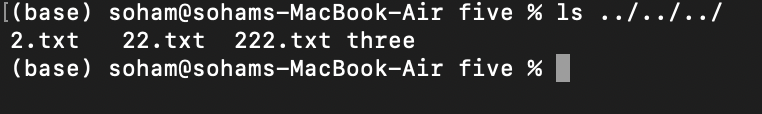 [(base) soham@sohams-MacBook-Air five % ls ../../../
2.txt   22.txt  222.txt three
(base) soham@sohams-MacBook-Air five %